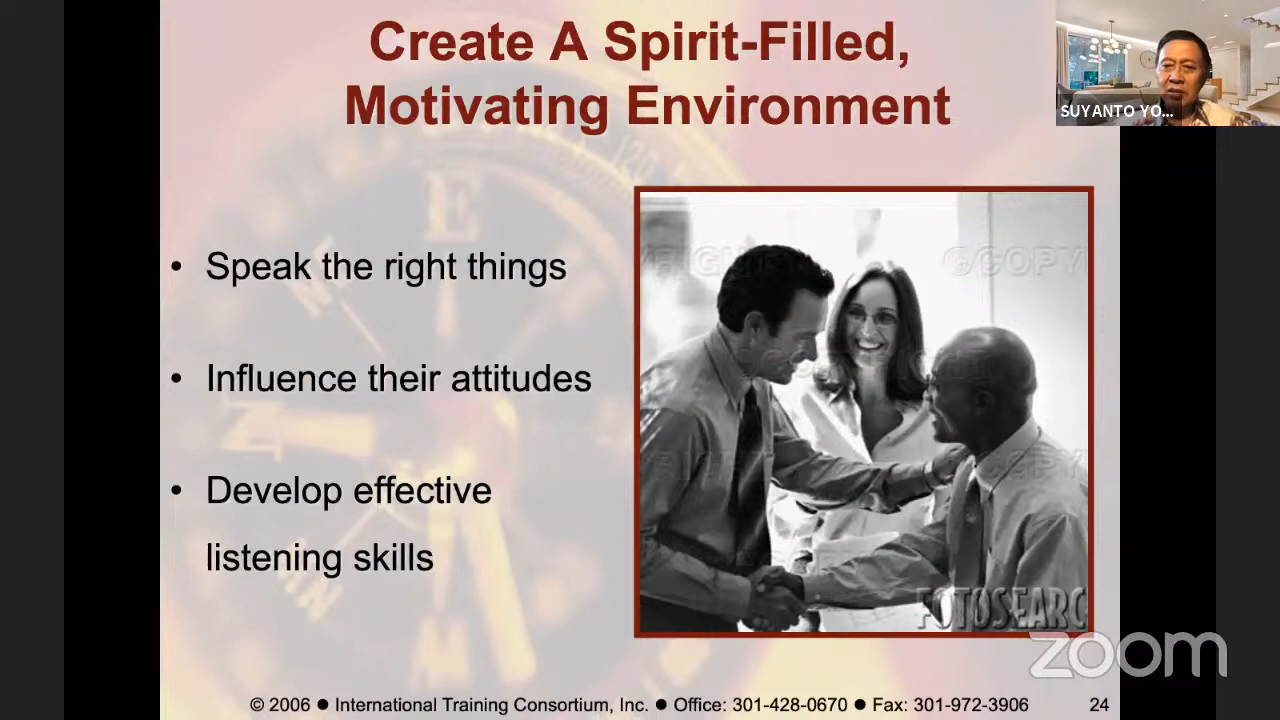 Create A Spirit-Filled,
Motivating Environment
SUYANTO YO...
• Speak the right things
• Influence their attitudes
• Develop effective
listening skills
FOTOSEARC
zoom
© 2006 ● International Training Consortium, Inc. ● Office: 301-428-0670 ● Fax: 301-972-3906 24